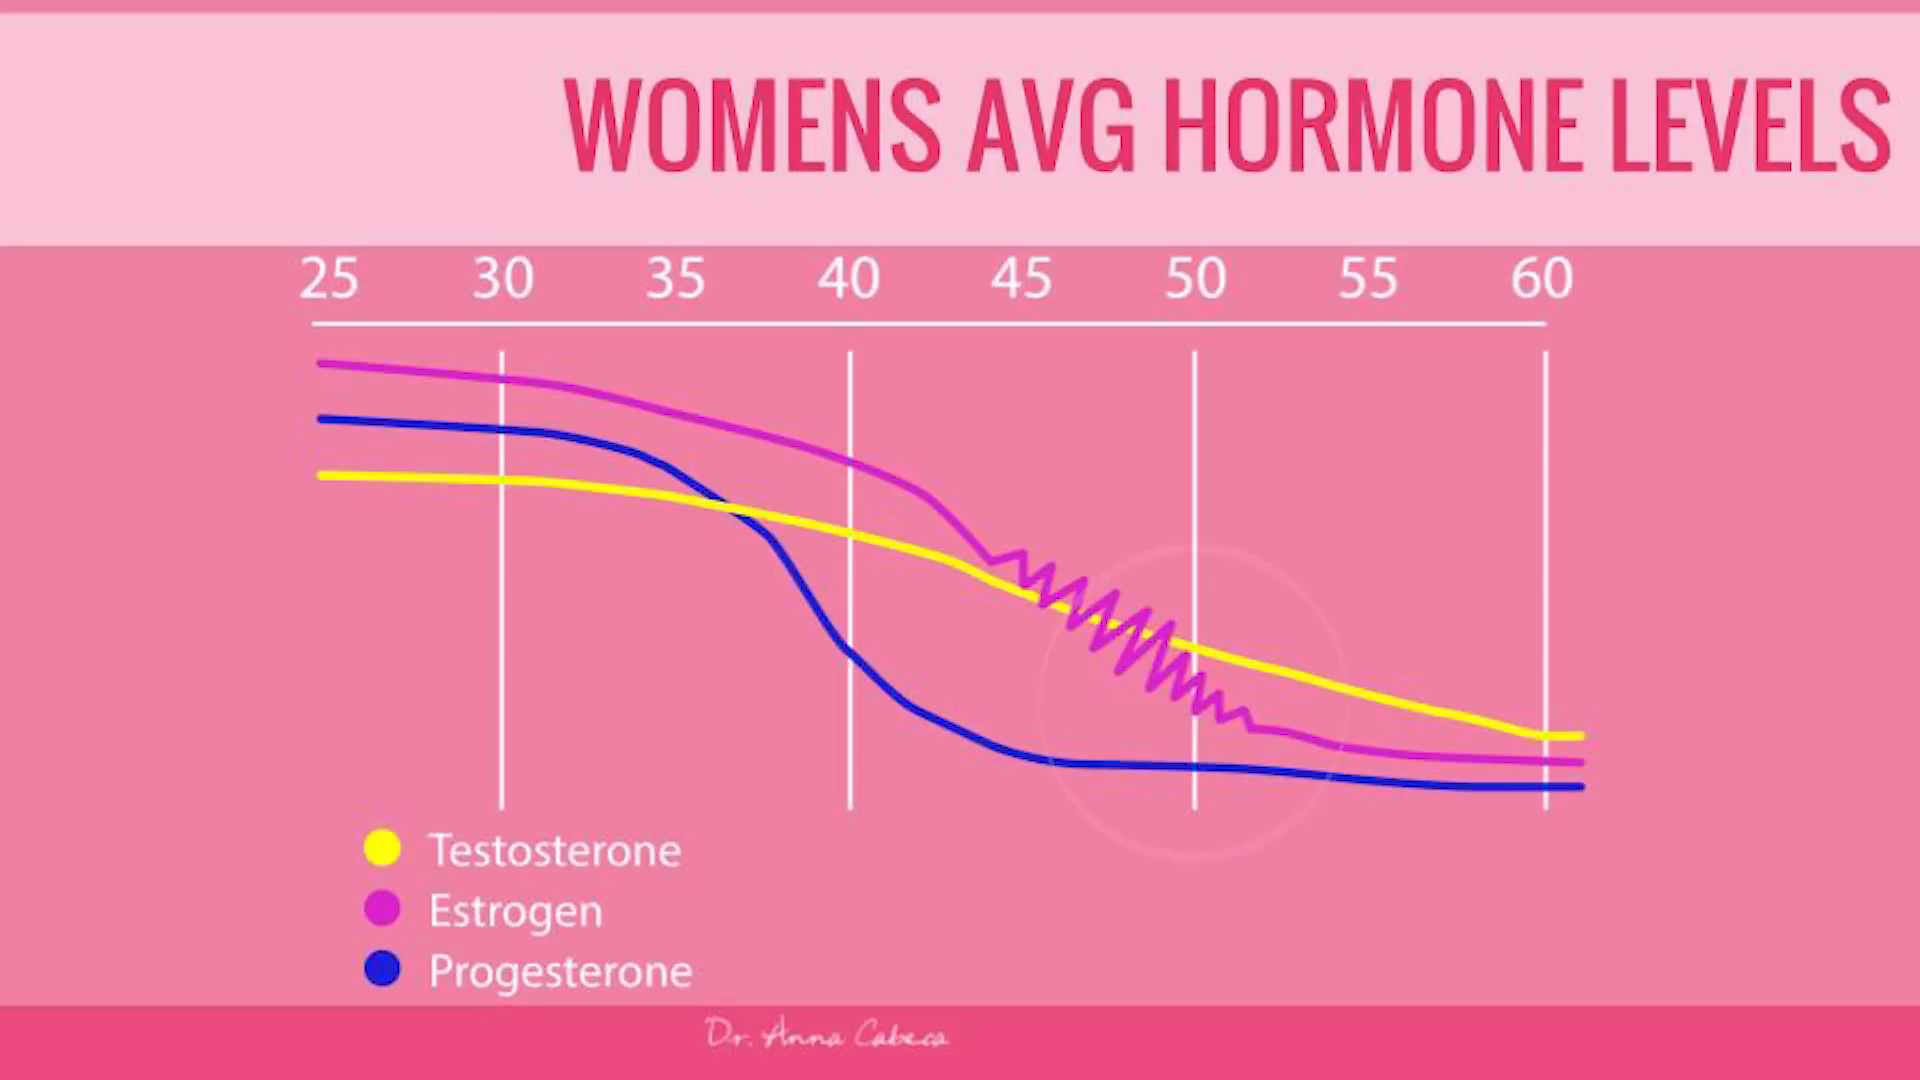 WOMENS AVG HORMONE LEVELS
25 30 35 40 45 50 55 60
Testosterone
Estrogen
Progesterone
Dr. Anna Cabeca